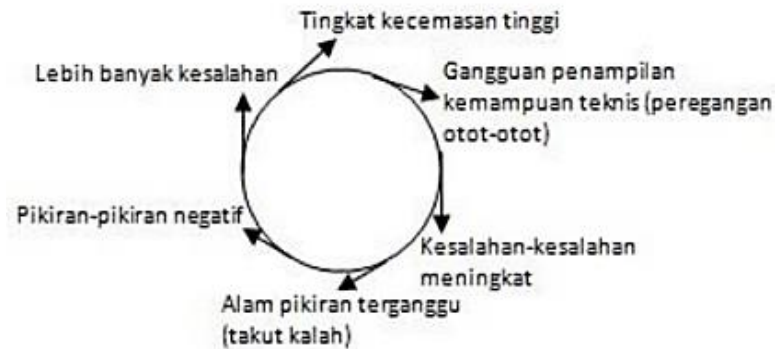 Tingkat kecemasan tinggi
Gangguan penampilan
kemampuan teknis (peregangan
otot-otot)
Kesalahan-kesalahan
meningkat
Alam pikiran terganggu
(takut kalah)
Pikiran-pikiran negatif
Lebih banyak kesalahan